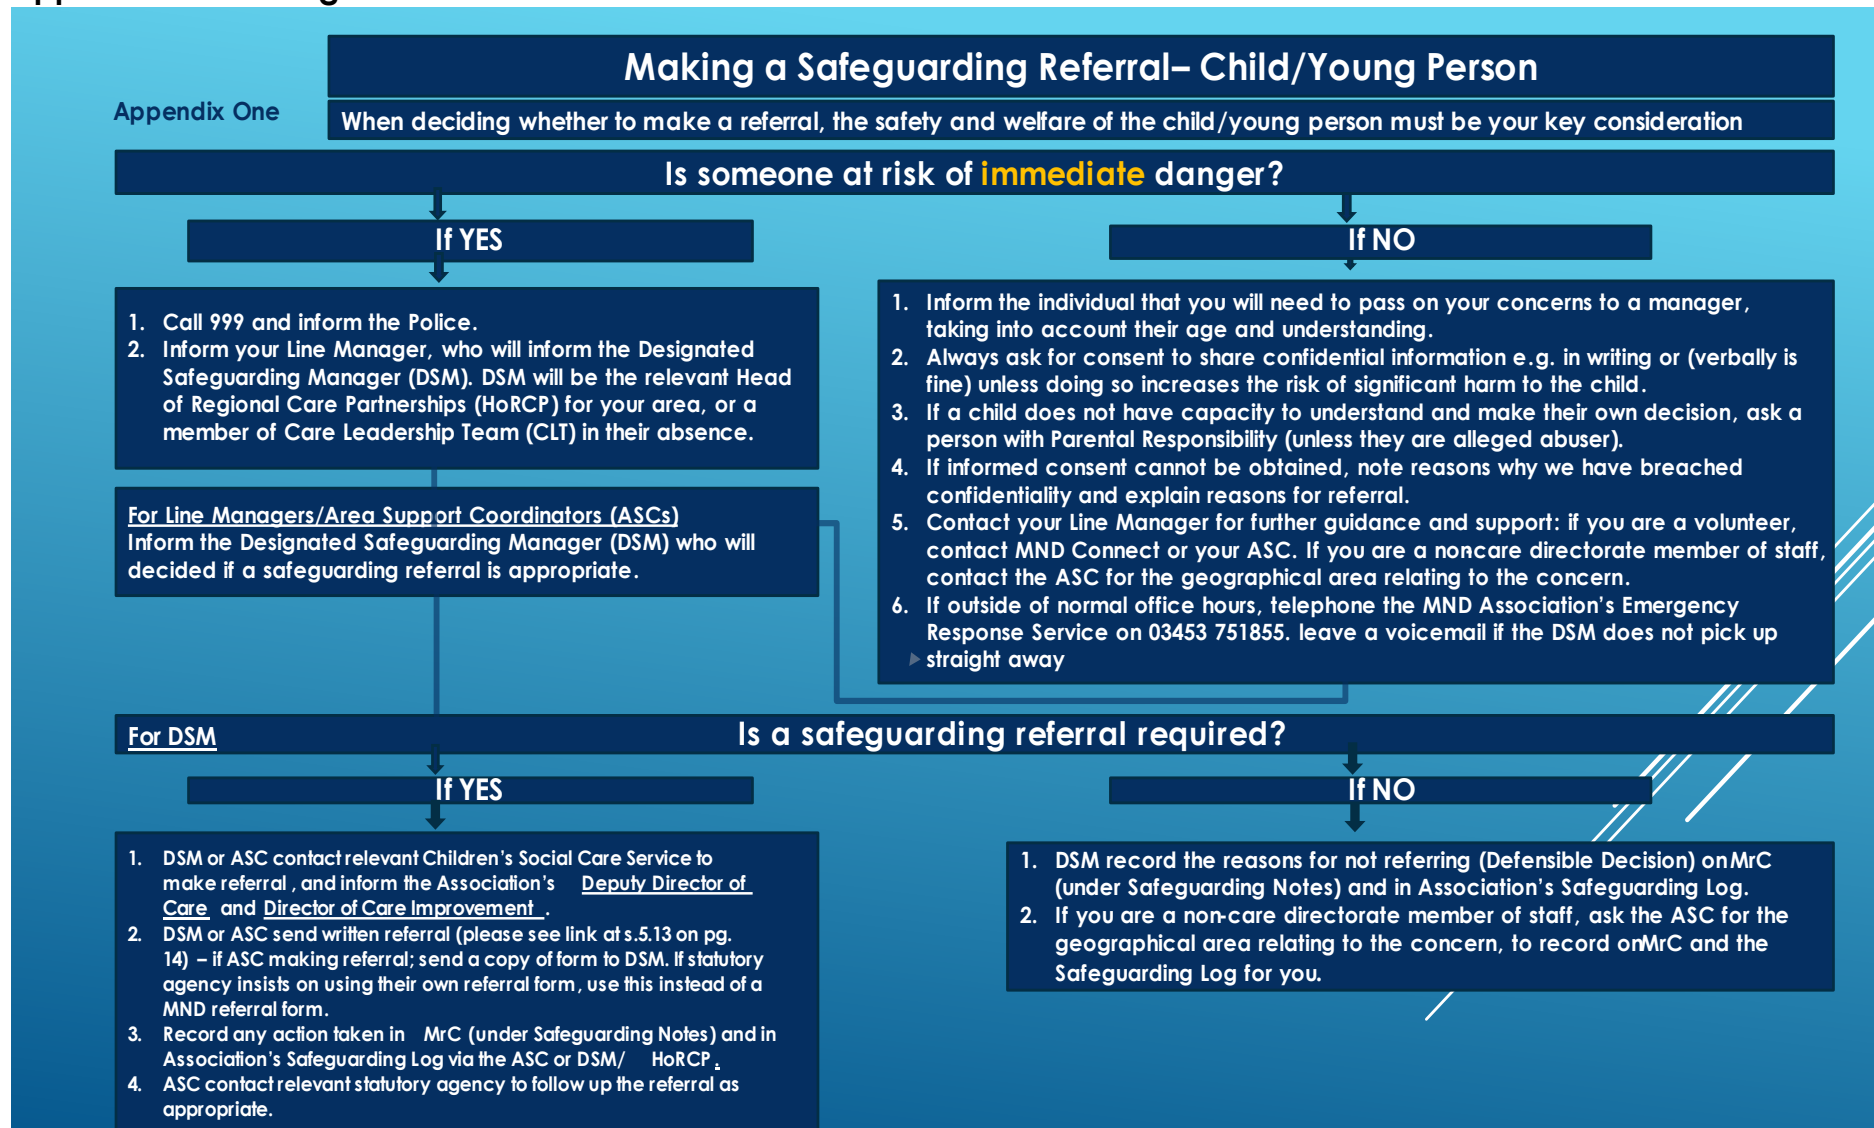 Making a Safeguarding Referral– Child/Young Person
Appendix One
When deciding whether to make a referral, the safety and welfare of the child/young person must be your key consideration
Is someone at risk of immediate danger?
If YES
1. Call 999 and inform the Police.
2. Inform your Line Manager, who will inform the Designated
Safeguarding Manager (DSM). DSM will be the relevant Head
of Regional Care Partnerships (HoRCP) for your area, or a
member of Care Leadership Team (CLT) in their absence.
For Line Managers/Area Support Coordinators (ASCs)
Inform the Designated Safeguarding Manager (DSM) who will
decided if a safeguarding referral is appropriate.
If NO
1. Inform the individual that you will need to pass on your concerns to a manager,
taking into account their age and understanding.
2. Always ask for consent to share confidential information e.g. in writing or (verbally is
fine) unless doing so increases the risk of significant harm to the child.
3. If a child does not have capacity to understand and make their own decision, ask a
person with Parental Responsibility (unless they are alleged abuser).
4. If informed consent cannot be obtained, note reasons why we have breached
confidentiality and explain reasons for referral.
5. Contact your Line Manager for further guidance and support: if you are a volunteer,
contact MND Connect or your ASC. If you are a non-care directorate member of staff,
contact the ASC for the geographical area relating to the concern.
6. If outside of normal office hours, telephone the MND Association's Emergency
Response Service on 03453 751855. leave a voicemail if the DSM does not pick up
straight away
For DSM
Is a safeguarding referral required?
If YES
1. DSM or ASC contact relevant Children's Social Care Service to
make referral , and inform the Association's Deputy Director of
Care and Director of Care Improvement .
2. DSM or ASC send written referral (please see link at s.5.13 on pg.
14) – if ASC making referral; send a copy of form to DSM. If statutory
agency insists on using their own referral form, use this instead of a
MND referral form.
3. Record any action taken in MrC (under Safeguarding Notes) and in
Association's Safeguarding Log via the ASC or DSM/ HoRCP.
4. ASC contact relevant statutory agency to follow up the referral as
appropriate.
If NO
1. DSM record the reasons for not referring (Defensible Decision) on MrC
(under Safeguarding Notes) and in Association's Safeguarding Log.
2. If you are a non-care directorate member of staff, ask the ASC for the
geographical area relating to the concern, to record onMrC and the
Safeguarding Log for you.